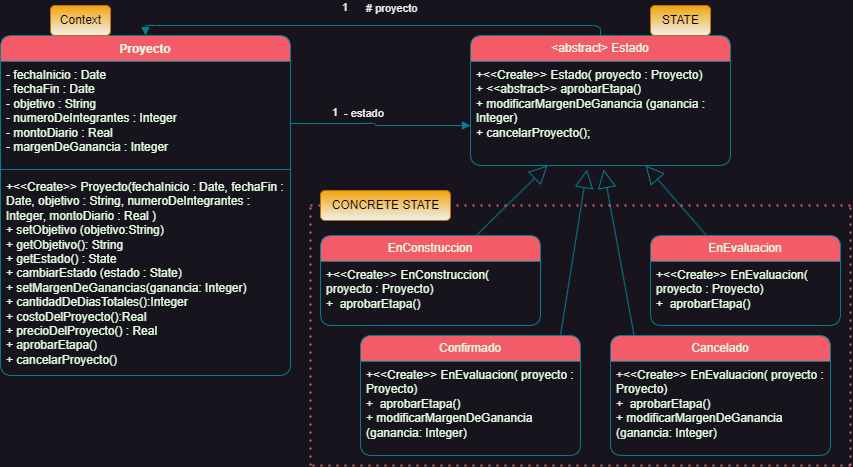 Context
1 # proyecto
STATE
Proyecto
- fechaInicio : Date
- fechaFin : Date
- objetivo : String
- numeroDeIntegrantes : Integer
- montoDiario : Real
- margenDeGanancia : Integer
+<<Create>> Proyecto(fechaInicio : Date, fechaFin :
Date, objetivo : String, numeroDeIntegrantes :
Integer, montoDiario : Real )
+ setObjetivo (objetivo:String)
+ getObjetivo(): String
+ getEstado() : State
+ cambiarEstado (estado : State)
+ setMargenDeGanancias(ganancia: Integer)
+ cantidadDeDiasTotales():Integer
+ costoDelProyecto():Real
+ precioDelProyecto() : Real
+ aprobarEtapa()
+ cancelarProyecto()
1 - estado
<abstract> Estado
+<<Create>> Estado( proyecto : Proyecto)
+ <<abstract>> aprobarEtapa()
+ modificarMargenDeGanancia (ganancia :
Integer)
+ cancelarProyecto();
CONCRETE STATE
EnConstruccion
+<<Create>> EnConstruccion(
proyecto : Proyecto)
+ aprobarEtapa()
EnEvaluacion
+<<Create>> EnEvaluacion(
proyecto : Proyecto)
+ aprobarEtapa()
Confirmado
+<<Create>> EnEvaluacion( proyecto :
Proyecto)
+ aprobarEtapa()
+ modificarMargenDeGanancia
(ganancia: Integer)
Cancelado
+<<Create>> EnEvaluacion( proyecto :
Proyecto)
+ aprobarEtapa()
+ modificarMargenDeGanancia
(ganancia: Integer)